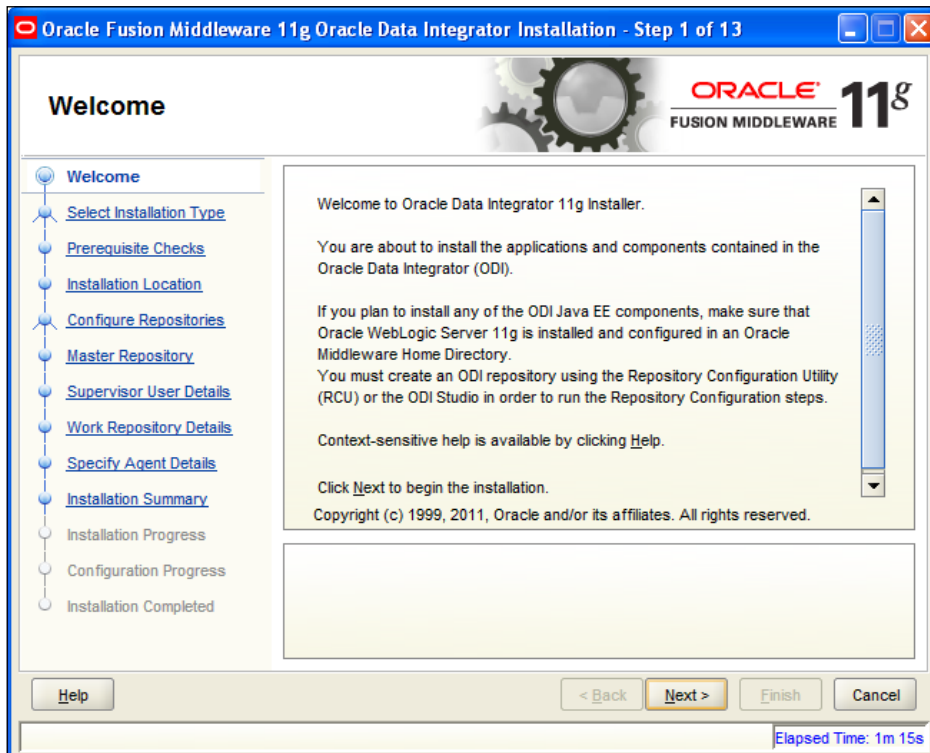 Oracle Fusion Middleware 11g Oracle Data Integrator Installation - Step 1 of 13
Welcome
ORACLE
FUSION MIDDLEWARE
11g
Welcome
Select Installation Type
Prerequisite Checks
Installation Location
Configure Repositories
Master Repository
Supervisor User Details
Work Repository Details
Specify Agent Details
Installation Summary
Installation Progress
Configuration Progress
Installation Completed
Welcome to Oracle Data Integrator 11g Installer.
You are about to install the applications and components contained in the
Oracle Data Integrator (ODI).
If you plan to install any of the ODI Java EE components, make sure that
Oracle WebLogic Server 11g is installed and configured in an Oracle
Middleware Home Directory.
You must create an ODI repository using the Repository Configuration Utility
(RCU) or the ODI Studio in order to run the Repository Configuration steps.
Context-sensitive help is available by clicking Help.
Click Next to begin the installation.
Copyright (c) 1999, 2011, Oracle and/or its affiliates. All rights reserved.
Help
< Back
Next >
Finish
Cancel
Elapsed Time: 1m 15s